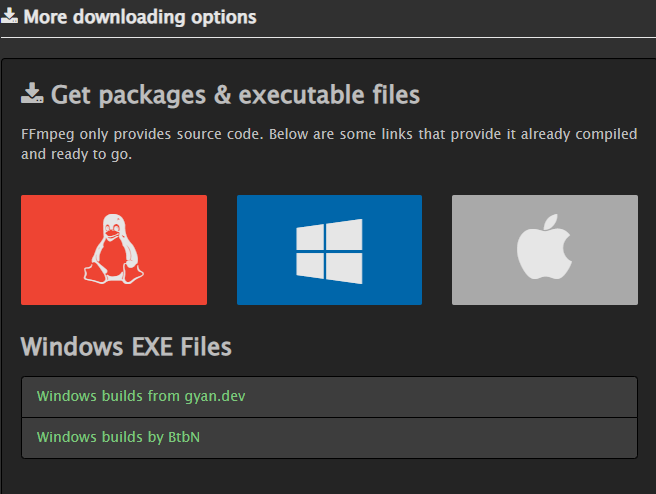 More downloading options
Get packages & executable files
FFmpeg only provides source code. Below are some links that provide it already compiled
and ready to go.
Windows EXE Files
Windows builds from gyan.dev
Windows builds by BtbN